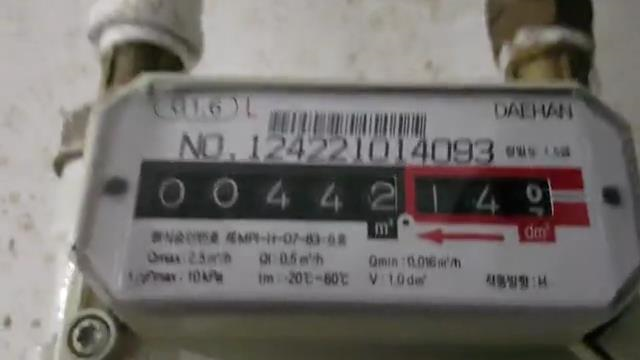 G1.6 L
DAEHAN
NO.124221014093
00442 14
m³
dm³
Qmax : 2.5 m³/h
Qt : 0.5 m³/h
Qmin : 0.016 m³/h
Pmax : 10 kPa
tm : -20℃~60℃
V : 1.0 dm³